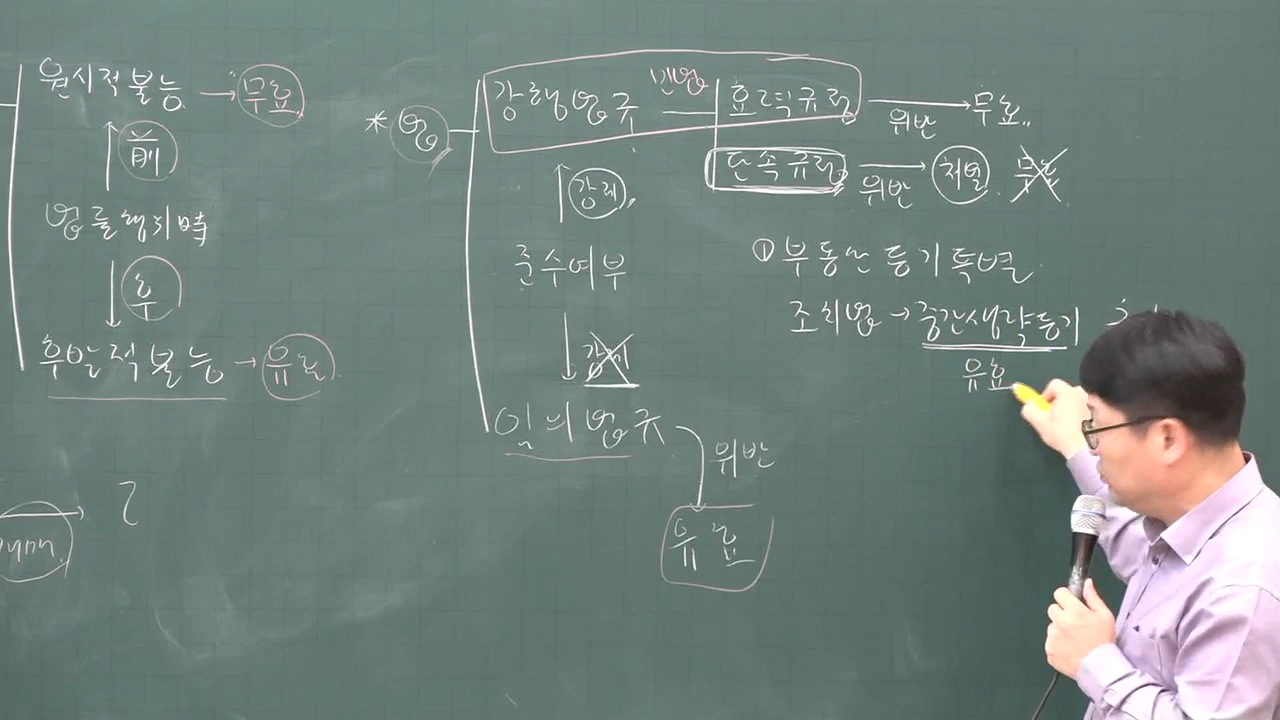 원시적불능 → 무효.
前
법률행위時
후
후발적불능 → 유효.
* 법
강행법규 민법 효력규정 → 위반 무효..
단속규정 → 위반 처벌. 무효
강제.
준수여부
강제
임의법규
위반
유효
① 부동산등기특별
조치법 → 중간생략등기
유효